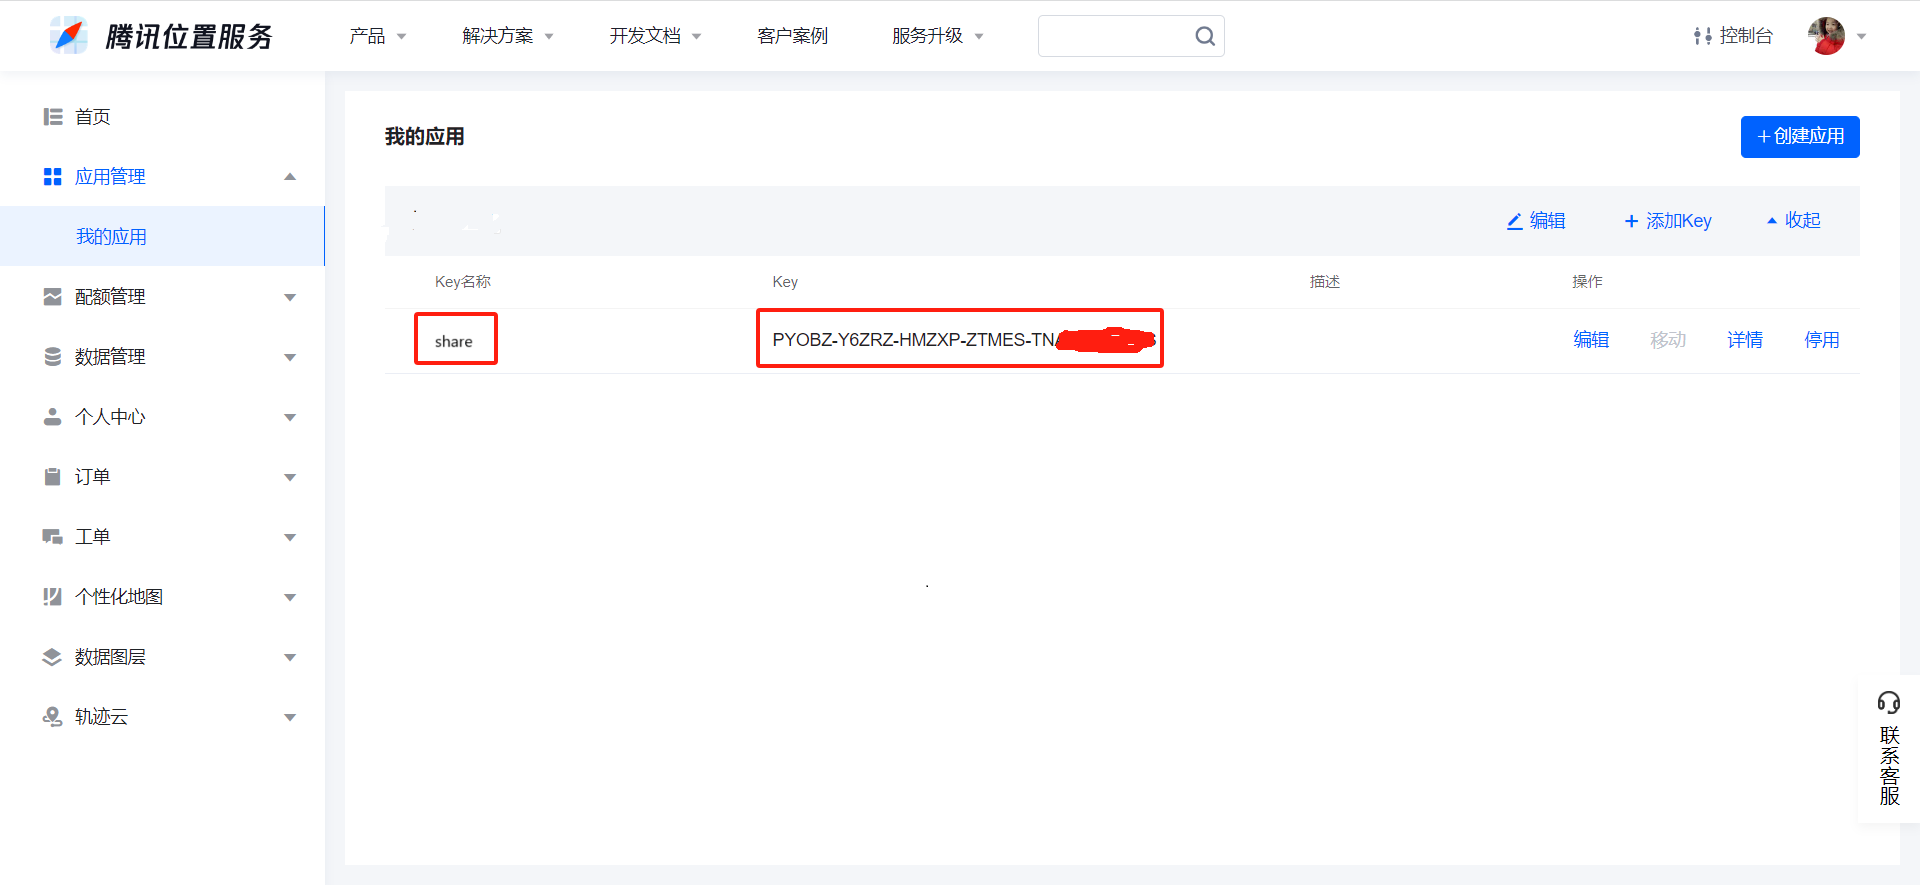 腾讯位置服务 产品 解决方案 开发文档 客户案例 服务升级 控制台
首页
应用管理
我的应用
配额管理
数据管理
个人中心
订单
工单
个性化地图
数据图层
轨迹云
我的应用 +创建应用
编辑 + 添加Key 收起
Key名称 Key 描述 操作
share PYOBZ-Y6ZRZ-HMZXP-ZTMES-TN 编辑 移动 详情 停用
联系客服